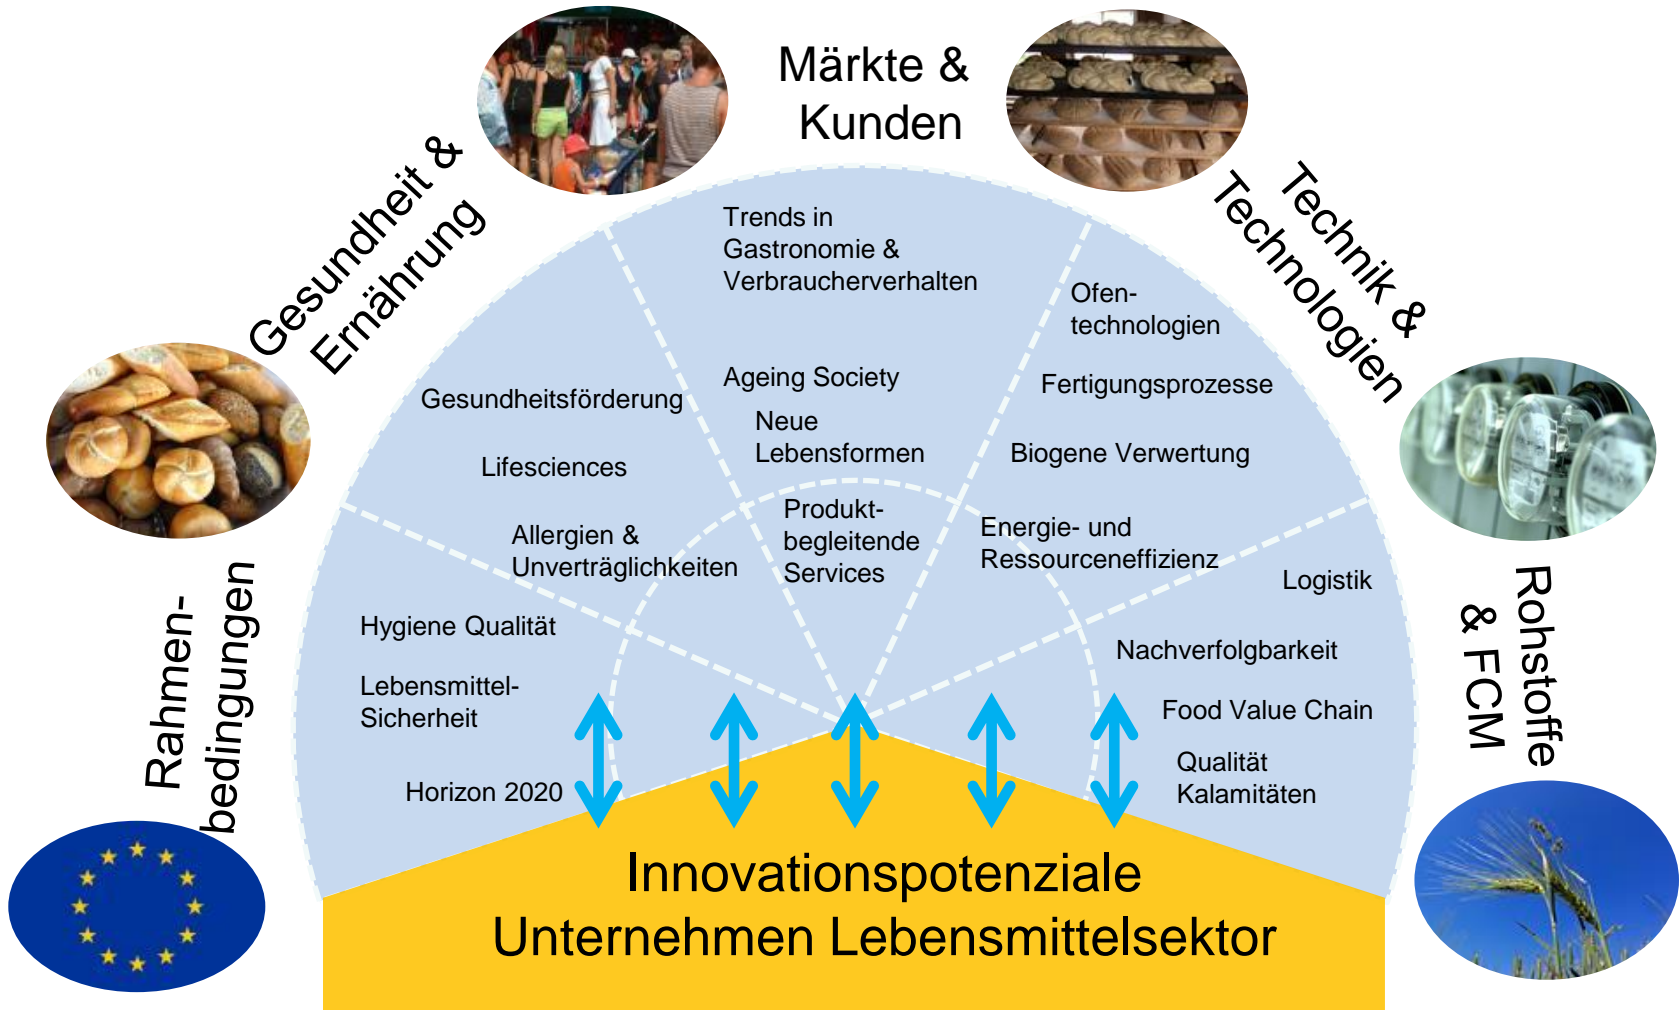 Märkte &
Kunden
Gesundheit &
Ernährung
Technik &
Technologien
Rahmen-
bedingungen
Rohstoffe
& FCM
Trends in
Gastronomie &
Verbraucherverhalten
Ageing Society
Neue
Lebensformen
Produkt-
begleitende
Services
Gesundheitsförderung
Lifesciences
Allergien &
Unverträglichkeiten
Ofen-
technologien
Fertigungsprozesse
Biogene Verwertung
Energie- und
Ressourceneffizienz
Hygiene Qualität
Lebensmittel-
Sicherheit
Horizon 2020
Logistik
Nachverfolgbarkeit
Food Value Chain
Qualität
Kalamitäten
Innovationspotenziale
Unternehmen Lebensmittelsektor